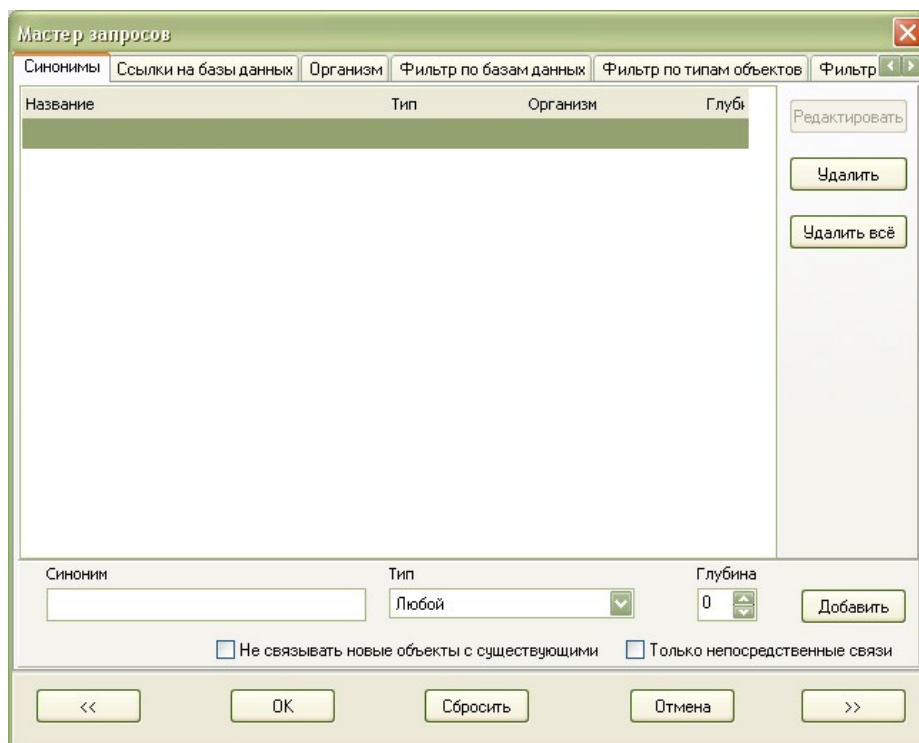 Мастер запросов
Синонимы Ссылки на базы данных Организм Фильтр по базам данных Фильтр по типам объектов Фильтр
Название Тип Организм Глуби
Редактировать
Удалить
Удалить всё
Синоним Тип Глубина
Любой 0 Добавить
Не связывать новые объекты с существующими Только непосредственные связи
<< OK Сбросить Отмена >>